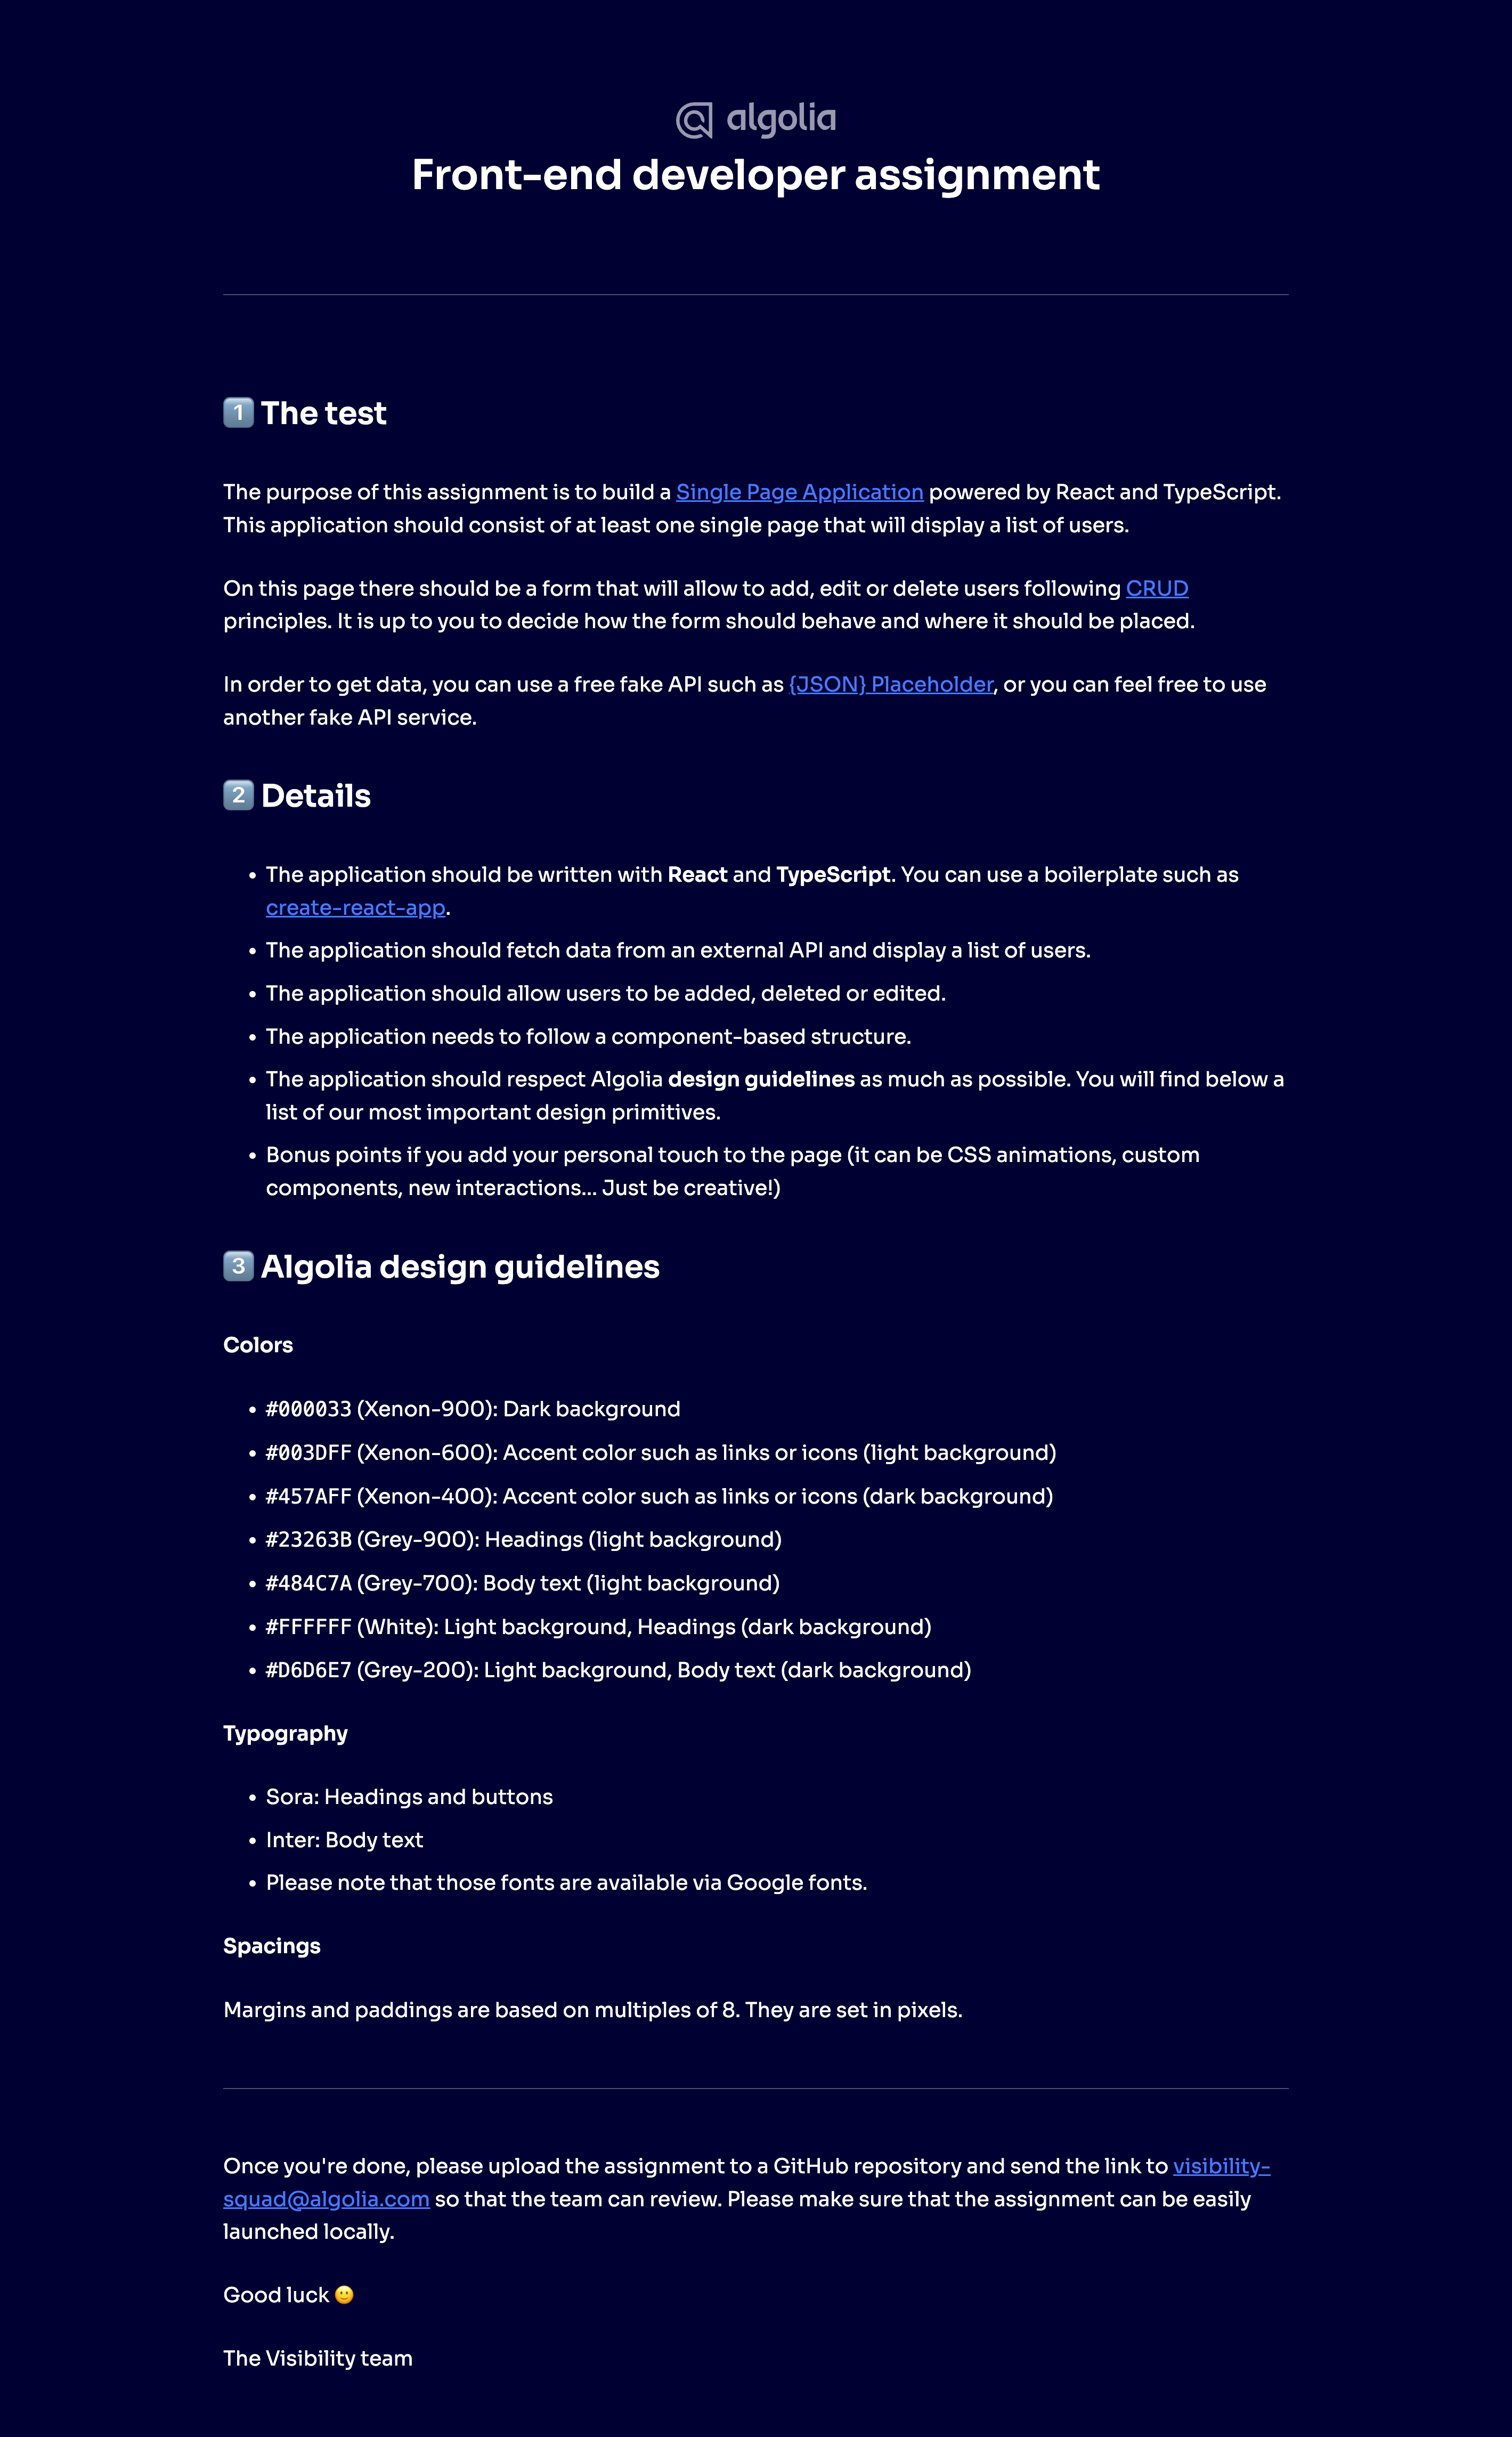 algolia
Front-end developer assignment
1 The test
The purpose of this assignment is to build a Single Page Application powered by React and TypeScript.
This application should consist of at least one single page that will display a list of users.
On this page there should be a form that will allow to add, edit or delete users following CRUD
principles. It is up to you to decide how the form should behave and where it should be placed.
In order to get data, you can use a free fake API such as {JSON} Placeholder, or you can feel free to use
another fake API service.
2 Details
• The application should be written with React and TypeScript. You can use a boilerplate such as
create-react-app.
• The application should fetch data from an external API and display a list of users.
• The application should allow users to be added, deleted or edited.
• The application needs to follow a component-based structure.
• The application should respect Algolia design guidelines as much as possible. You will find below a
list of our most important design primitives.
• Bonus points if you add your personal touch to the page (it can be CSS animations, custom
components, new interactions... Just be creative!)
3 Algolia design guidelines
Colors
• #000033 (Xenon-900): Dark background
• #003DFF (Xenon-600): Accent color such as links or icons (light background)
• #457AFF (Xenon-400): Accent color such as links or icons (dark background)
• #23263B (Grey-900): Headings (light background)
• #484C7A (Grey-700): Body text (light background)
• #FFFFFF (White): Light background, Headings (dark background)
• #D6D6E7 (Grey-200): Light background, Body text (dark background)
Typography
• Sora: Headings and buttons
• Inter: Body text
• Please note that those fonts are available via Google fonts.
Spacings
Margins and paddings are based on multiples of 8. They are set in pixels.
Once you're done, please upload the assignment to a GitHub repository and send the link to visibility-
squad@algolia.com so that the team can review. Please make sure that the assignment can be easily
launched locally.
Good luck 🙂
The Visibility team